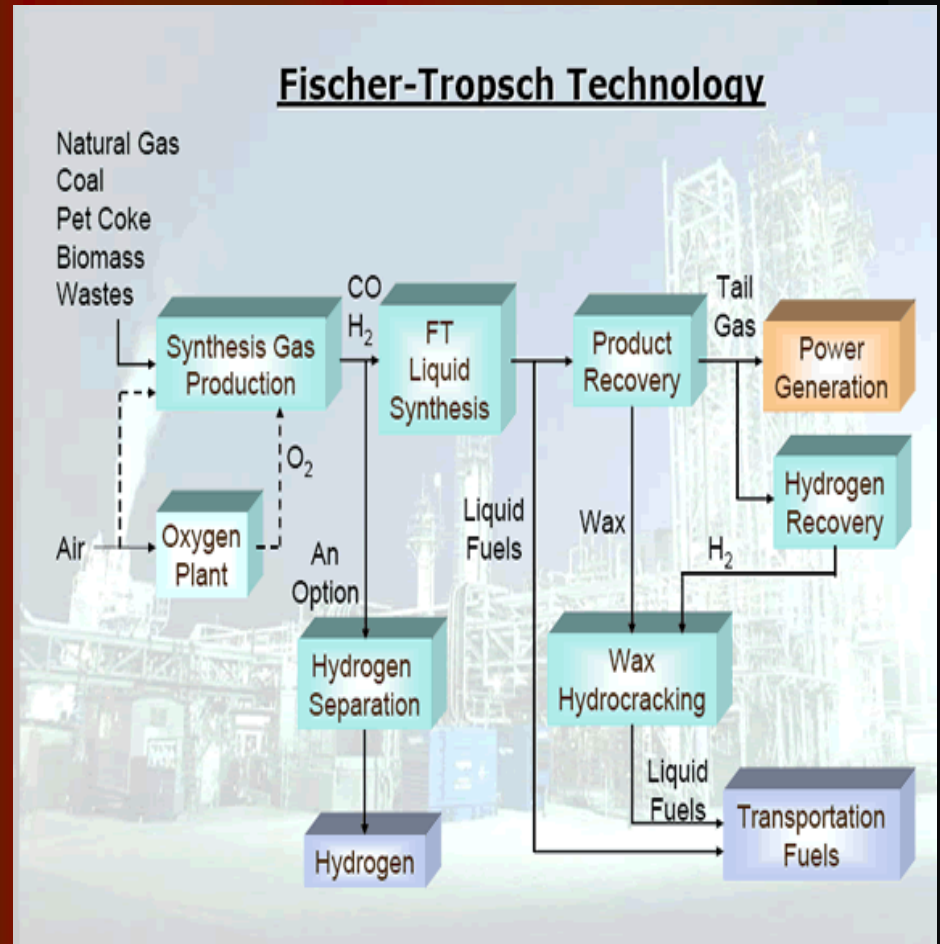 Fischer-Tropsch Technology
Natural Gas
Coal
Pet Coke
Biomass
Wastes
CO
H₂
Tail
Gas
Synthesis Gas
Production
FT
Liquid
Synthesis
Product
Recovery
Power
Generation
O₂
Air
Oxygen
Plant
Liquid
Fuels
Wax
Hydrogen
Recovery
H₂
An
Option
Hydrogen
Separation
Wax
Hydrocracking
Liquid
Fuels
Transportation
Fuels
Hydrogen